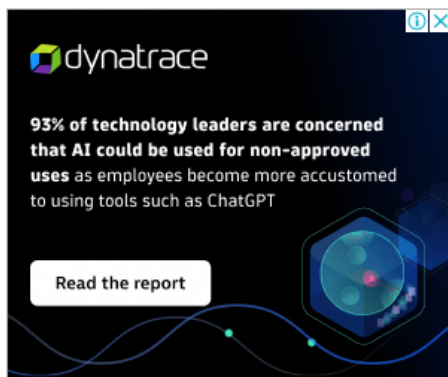 dynatrace
93% of technology leaders are concerned
that AI could be used for non-approved
uses as employees become more accustomed
to using tools such as ChatGPT
Read the report